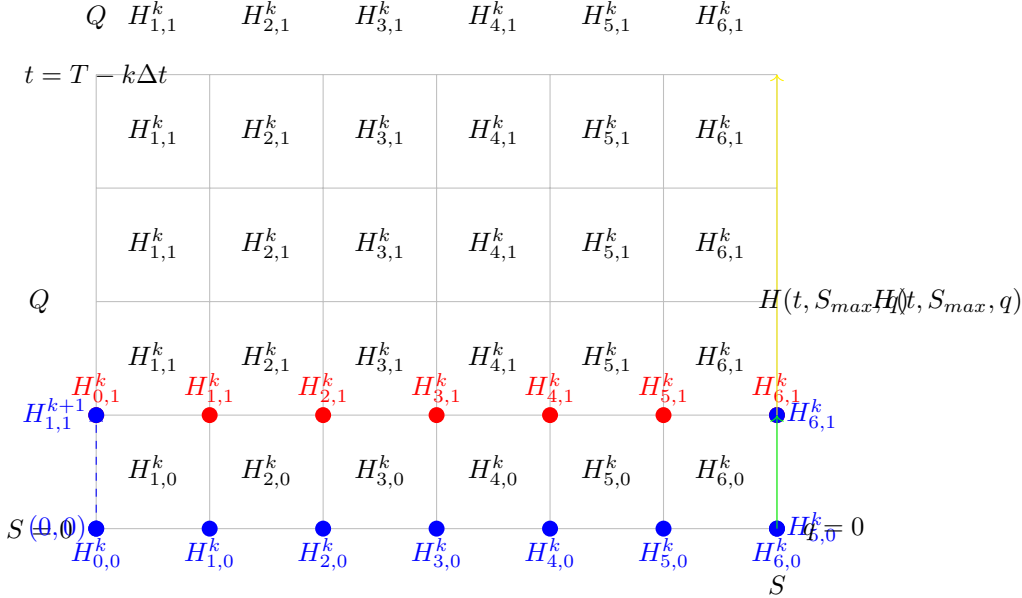 Q H^k_{1,1} H^k_{2,1} H^k_{3,1} H^k_{4,1} H^k_{5,1} H^k_{6,1}
t = T − kΔt
H^k_{1,1} H^k_{2,1} H^k_{3,1} H^k_{4,1} H^k_{5,1} H^k_{6,1}
H^k_{1,1} H^k_{2,1} H^k_{3,1} H^k_{4,1} H^k_{5,1} H^k_{6,1}
Q H(t, S_{max}, q) H(t, S_{max}, q)
H^k_{1,1} H^k_{2,1} H^k_{3,1} H^k_{4,1} H^k_{5,1} H^k_{6,1}
H^k_{0,1} H^k_{1,1} H^k_{2,1} H^k_{3,1} H^k_{4,1} H^k_{5,1} H^k_{6,1}
H^{k+1}_{1,1} H^k_{6,1}
H^k_{1,0} H^k_{2,0} H^k_{3,0} H^k_{4,0} H^k_{5,0} H^k_{6,0}
S = 0 (0,0) H^k_{6,0} q = 0
H^k_{0,0} H^k_{1,0} H^k_{2,0} H^k_{3,0} H^k_{4,0} H^k_{5,0} H^k_{6,0}
S